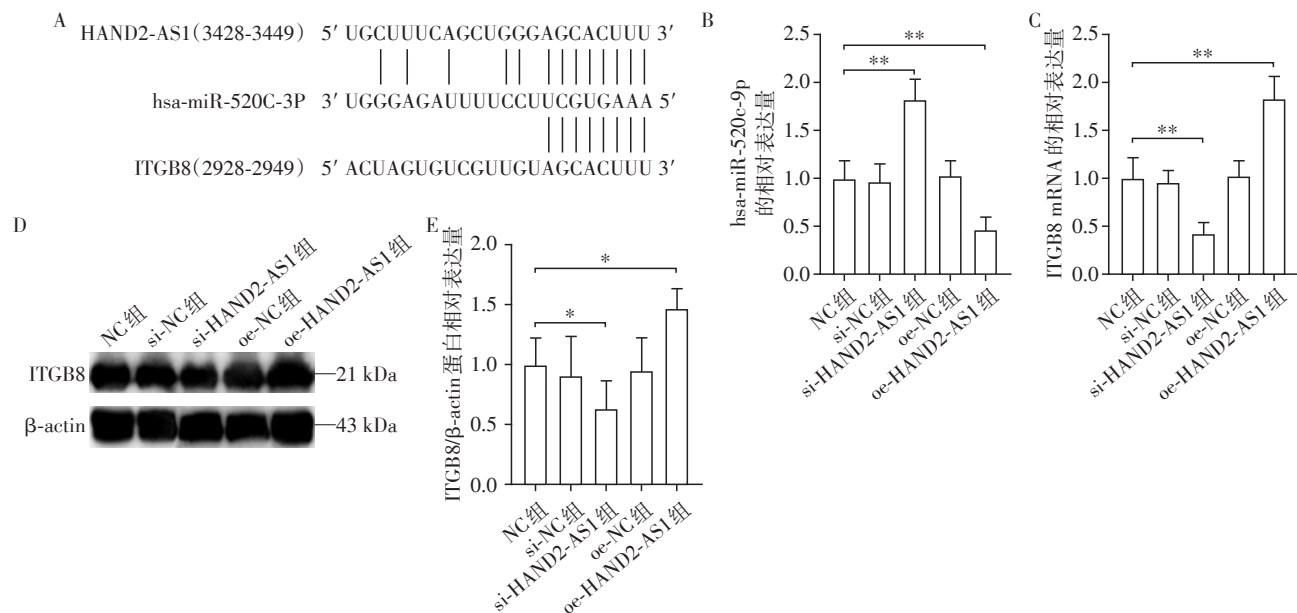 A
HAND2-AS1(3428-3449) 5′ UGCUUUCAGCUGGGAGCACUUU 3′
hsa-miR-520C-3P 3′ UGGGAGAUUUUCCUUCGUGAAA 5′
ITGB8(2928-2949) 5′ ACUAGUGUCGUUGUAGCACUUU 3′
B
hsa-miR-520c-9p
的相对表达量
2.5
2.0
1.5
1.0
0.5
0.0
**
**
NC组
si-NC组
si-HAND2-AS1组
oe-NC组
oe-HAND2-AS1组
C
ITGB8 mRNA的相对表达量
2.5
2.0
1.5
1.0
0.5
0.0
**
**
NC组
si-NC组
si-HAND2-AS1组
oe-NC组
oe-HAND2-AS1组
D
NC组
si-NC组
si-HAND2-AS1组
oe-NC组
oe-HAND2-AS1组
ITGB8 21 kDa
β-actin 43 kDa
E
ITGB8/β-actin蛋白相对表达量
2.0
1.5
1.0
0.5
0.0
*
*
NC组
si-NC组
si-HAND2-AS1组
oe-NC组
oe-HAND2-AS1组